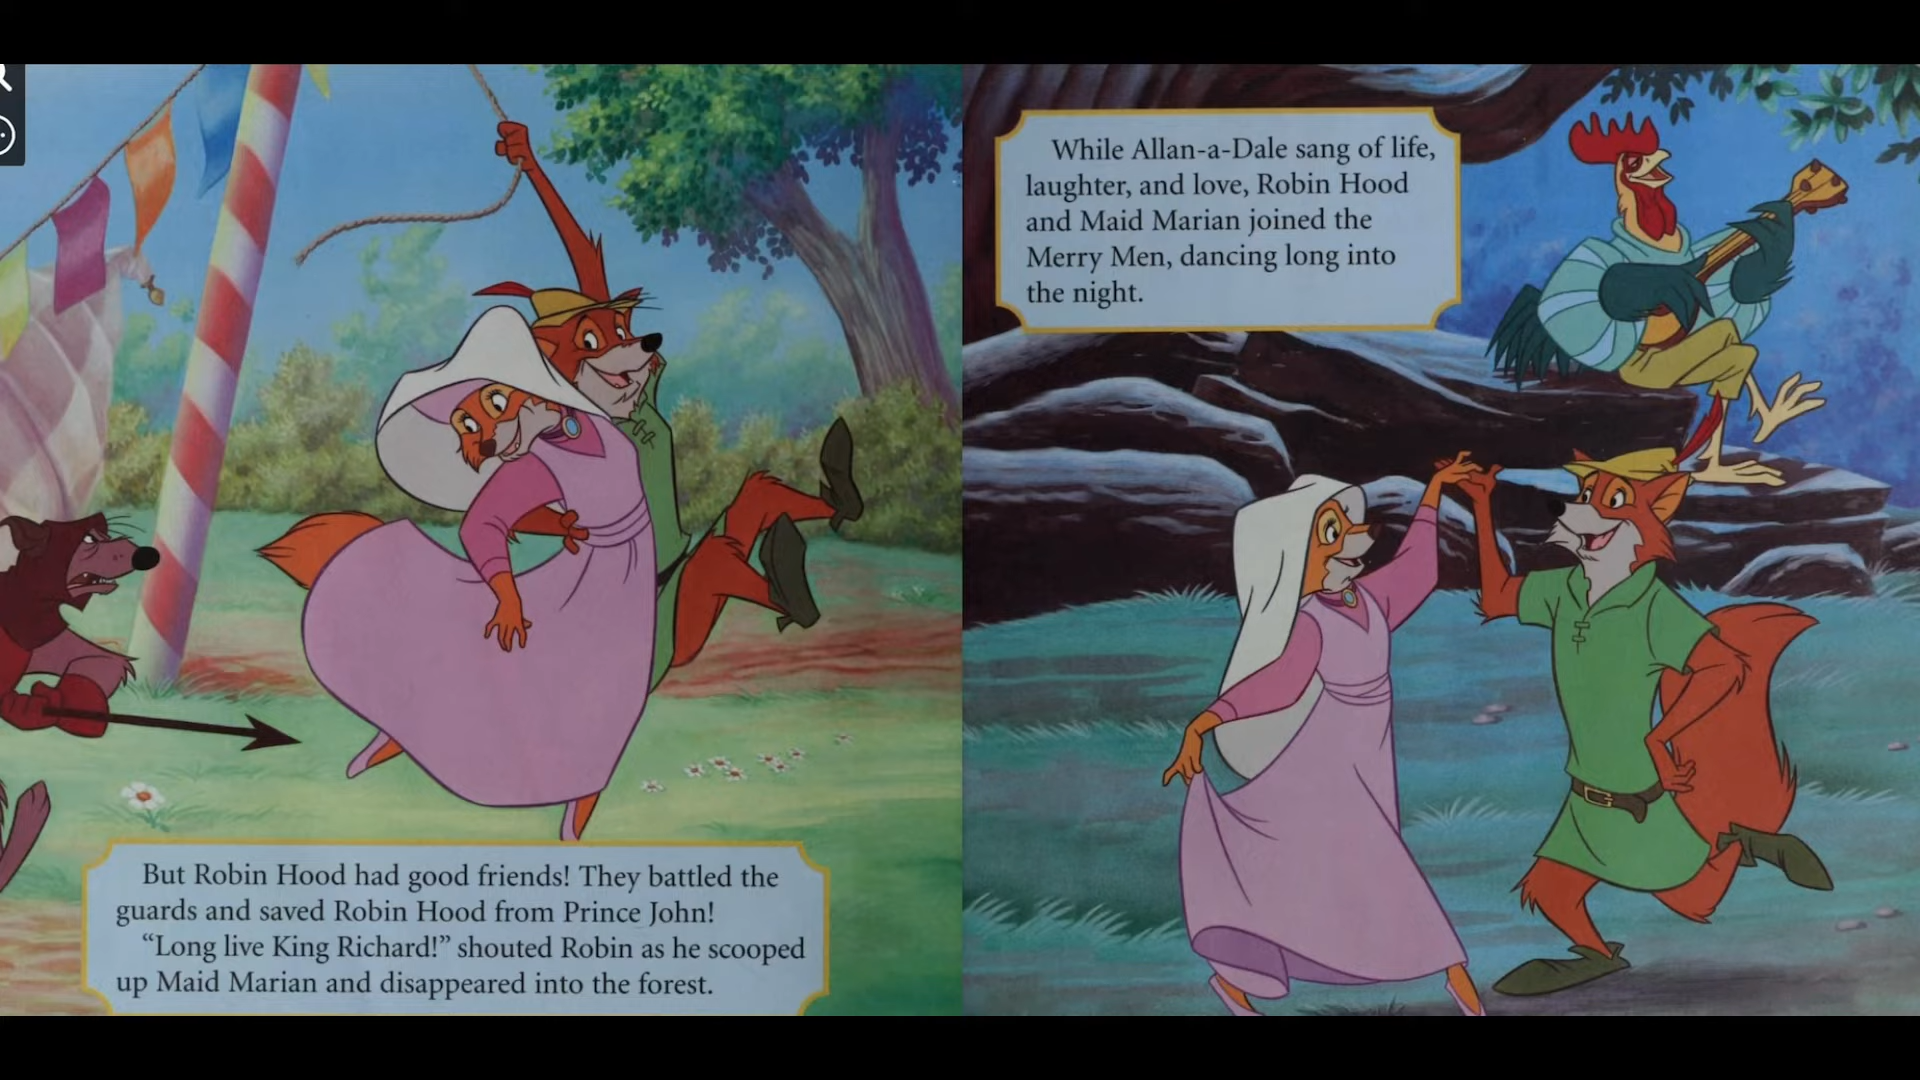 But Robin Hood had good friends! They battled the
guards and saved Robin Hood from Prince John!
“Long live King Richard!” shouted Robin as he scooped
up Maid Marian and disappeared into the forest.
While Allan-a-Dale sang of life,
laughter, and love, Robin Hood
and Maid Marian joined the
Merry Men, dancing long into
the night.